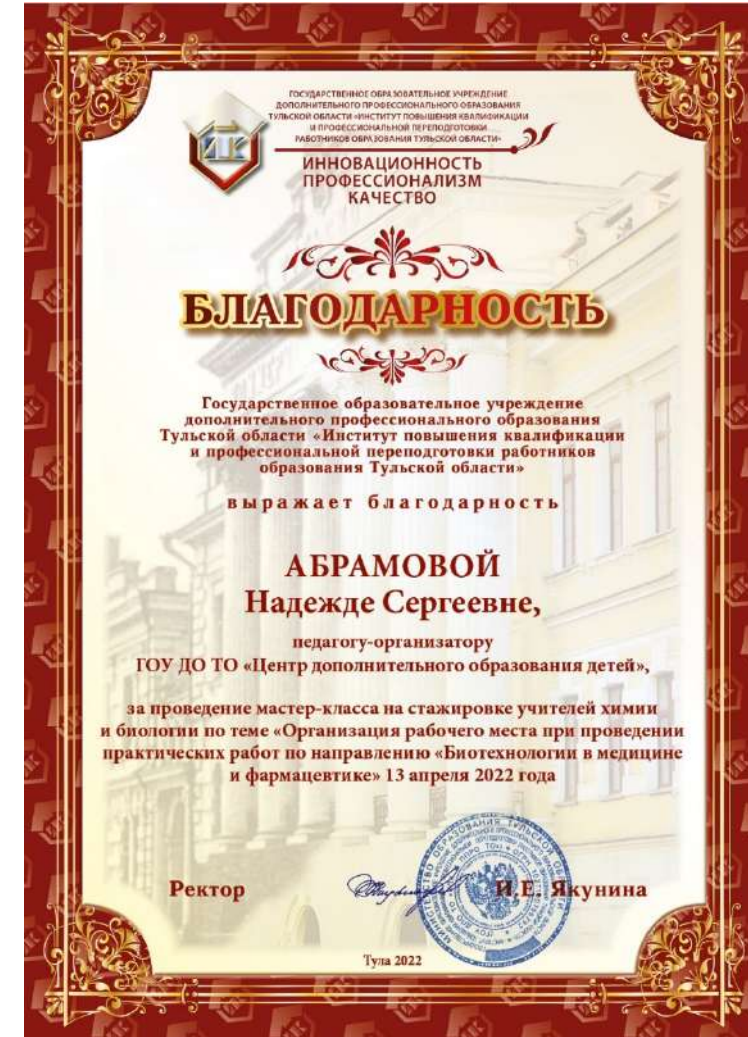 ГОСУДАРСТВЕННОЕ ОБРАЗОВАТЕЛЬНОЕ УЧРЕЖДЕНИЕ
ДОПОЛНИТЕЛЬНОГО ПРОФЕССИОНАЛЬНОГО ОБРАЗОВАНИЯ
ТУЛЬСКОЙ ОБЛАСТИ «ИНСТИТУТ ПОВЫШЕНИЯ КВАЛИФИКАЦИИ
И ПРОФЕССИОНАЛЬНОЙ ПЕРЕПОДГОТОВКИ
РАБОТНИКОВ ОБРАЗОВАНИЯ ТУЛЬСКОЙ ОБЛАСТИ»
ИК
ИННОВАЦИОННОСТЬ
ПРОФЕССИОНАЛИЗМ
КАЧЕСТВО
БЛАГОДАРНОСТЬ
Государственное образовательное учреждение
дополнительного профессионального образования
Тульской области «Институт повышения квалификации
и профессиональной переподготовки работников
образования Тульской области»
выражает благодарность
АБРАМОВОЙ
Надежде Сергеевне,
педагогу-организатору
ГОУ ДО ТО «Центр дополнительного образования детей»,
за проведение мастер-класса на стажировке учителей химии
и биологии по теме «Организация рабочего места при проведении
практических работ по направлению «Биотехнологии в медицине
и фармацевтике» 13 апреля 2022 года
Ректор
И.Е. Якунина
Тула 2022